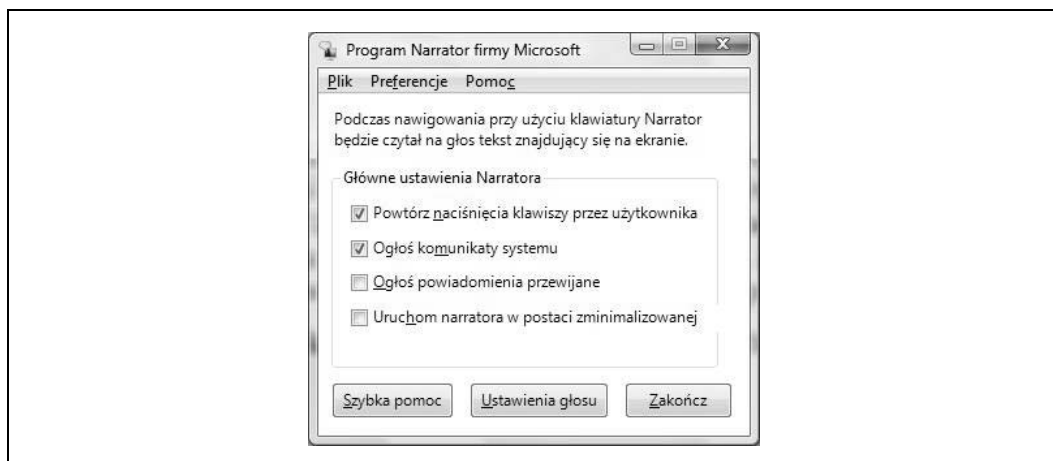 Program Narrator firmy Microsoft
Plik Preferencje Pomoc
Podczas nawigowania przy użyciu klawiatury Narrator
będzie czytał na głos tekst znajdujący się na ekranie.
Główne ustawienia Narratora
Powtórz naciśnięcia klawiszy przez użytkownika
Ogłoś komunikaty systemu
Ogłoś powiadomienia przewijane
Uruchom narratora w postaci zminimalizowanej
Szybka pomoc Ustawienia głosu Zakończ